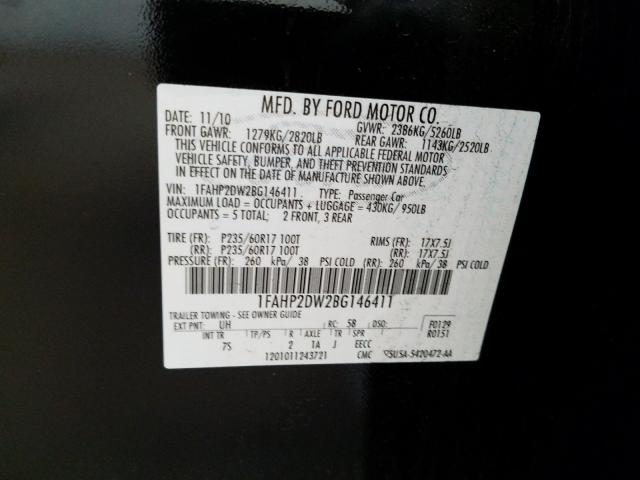 MFD. BY FORD MOTOR CO.
DATE: 11/10 GVWR: 2386KG/5260LB
FRONT GAWR: 1279KG/2820LB REAR GAWR: 1143KG/2520LB
THIS VEHICLE CONFORMS TO ALL APPLICABLE FEDERAL MOTOR
VEHICLE SAFETY, BUMPER, AND THEFT PREVENTION STANDARDS
IN EFFECT ON THE DATE OF MANUFACTURE SHOWN ABOVE.
VIN: 1FAHP2DW2BG146411 TYPE: Passenger Car
MAXIMUM LOAD = OCCUPANTS + LUGGAGE = 430KG/950LB
OCCUPANTS = 5 TOTAL; 2 FRONT, 3 REAR
TIRE (FR): P235/60R17 100T RIMS (FR): 17X7.5J
(RR): P235/60R17 100T (RR): 17X7.5J
PRESSURE (FR): 260 kPa/ 38 PSI COLD (RR): 260 kPa/ 38 PSI COLD
1FAHP2DW2BG146411
TRAILER TOWING - SEE OWNER GUIDE
EXT PNT: UH RC: 58 DSO: F0129
INT TR TP/PS R AXLE TR SPR R0151
7S 2 1A J EECC
1201011243721 CMC 5U5A-5420472-AA